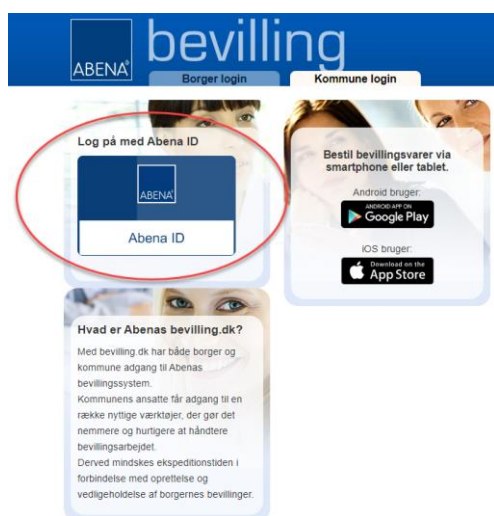 ABENA®
bevilling
Borger login
Kommune login
Log på med Abena ID
ABENA®
Abena ID
Bestil bevillingsvarer via
smartphone eller tablet.
Android bruger:
ANDROID APP ON
Google Play
iOS bruger:
Download on the
App Store
Hvad er Abenas bevilling.dk?
Med bevilling.dk har både borger og
kommune adgang til Abenas
bevillingssystem.
Kommunens ansatte får adgang til en
række nyttige værktøjer, der gør det
nemmere og hurtigere at håndtere
bevillingsarbejdet.
Derved mindskes ekspeditionstiden i
forbindelse med oprettelse og
vedligeholdelse af borgernes bevillinger.